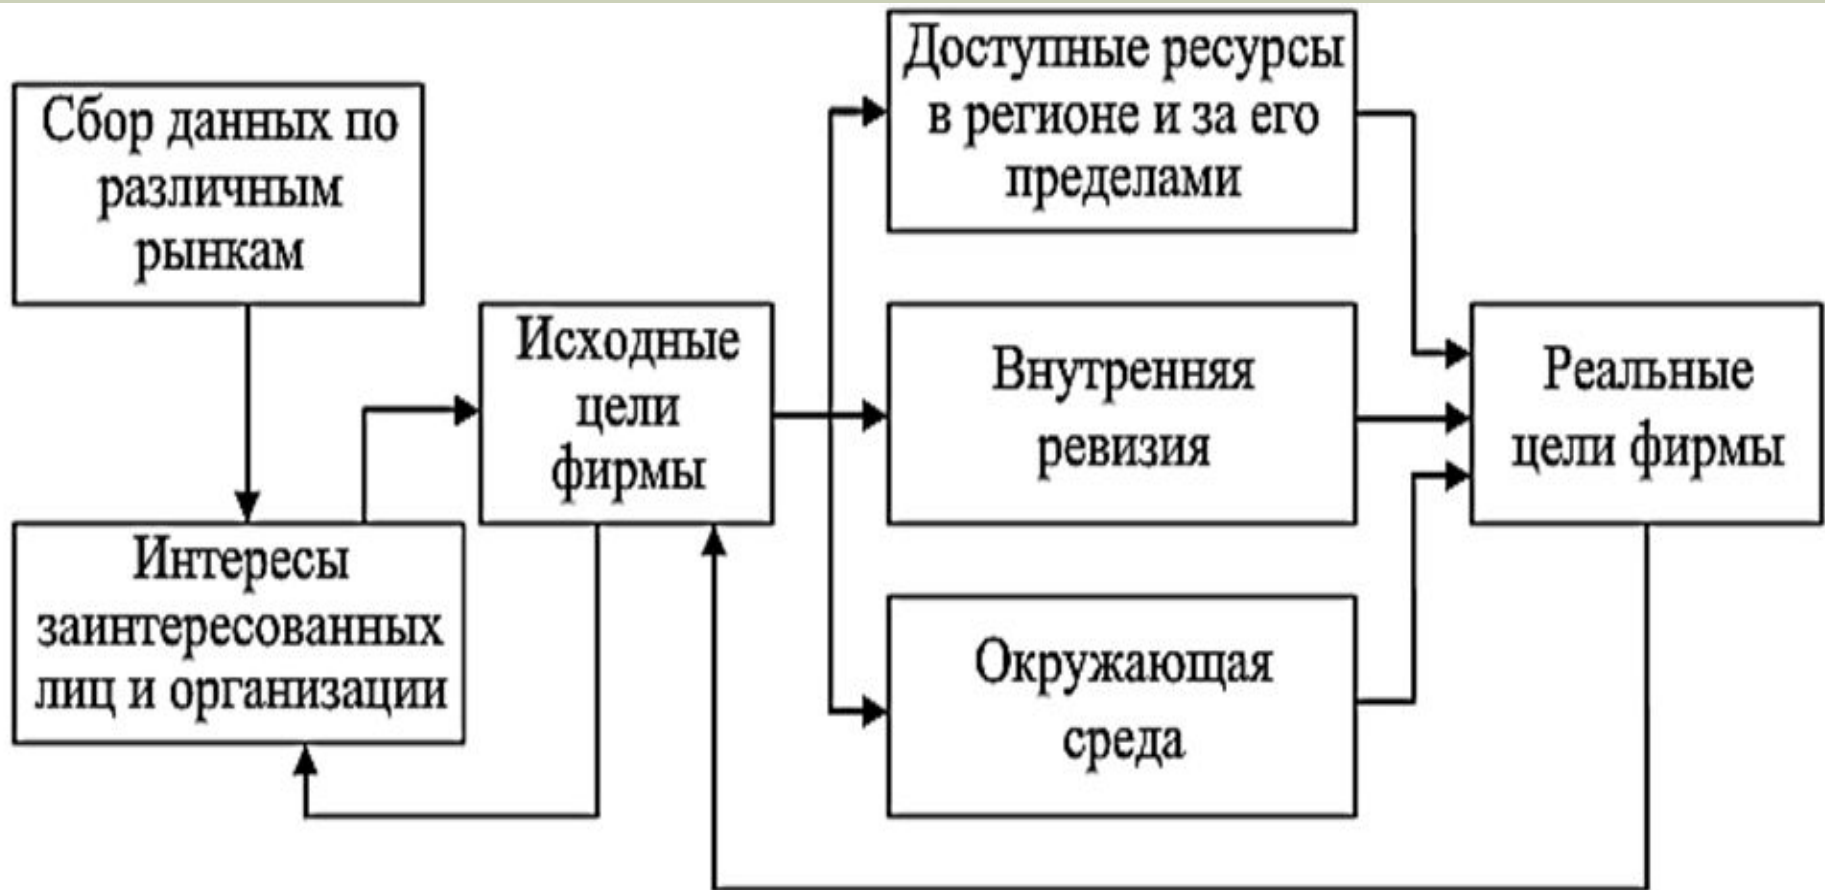 Сбор данных по
различным
рынкам
Интересы
заинтересованных
лиц и организации
Исходные
цели
фирмы
Доступные ресурсы
в регионе и за его
пределами
Внутренняя
ревизия
Окружающая
среда
Реальные
цели фирмы